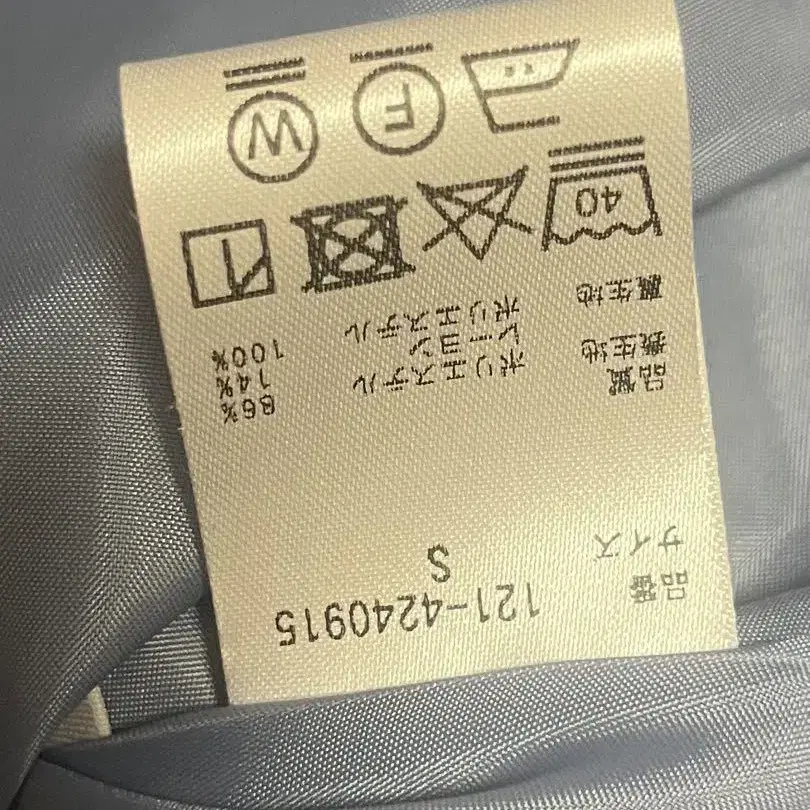 品番 121-4240915
サイズ S
品質
表生地 ポリエステル 86%
レーヨン 14%
裏生地 ポリエステル 100%
40
F W